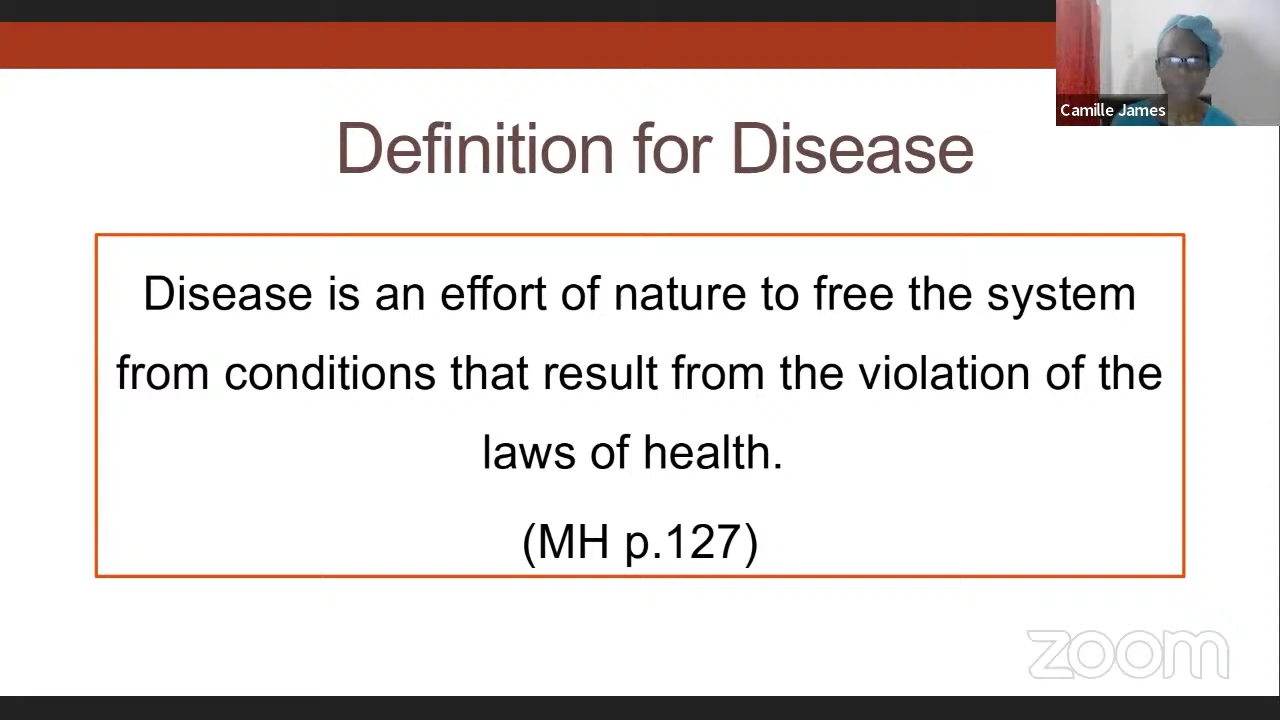 Camille James
Definition for Disease
Disease is an effort of nature to free the system
from conditions that result from the violation of the
laws of health.
(MH p.127)
zoom